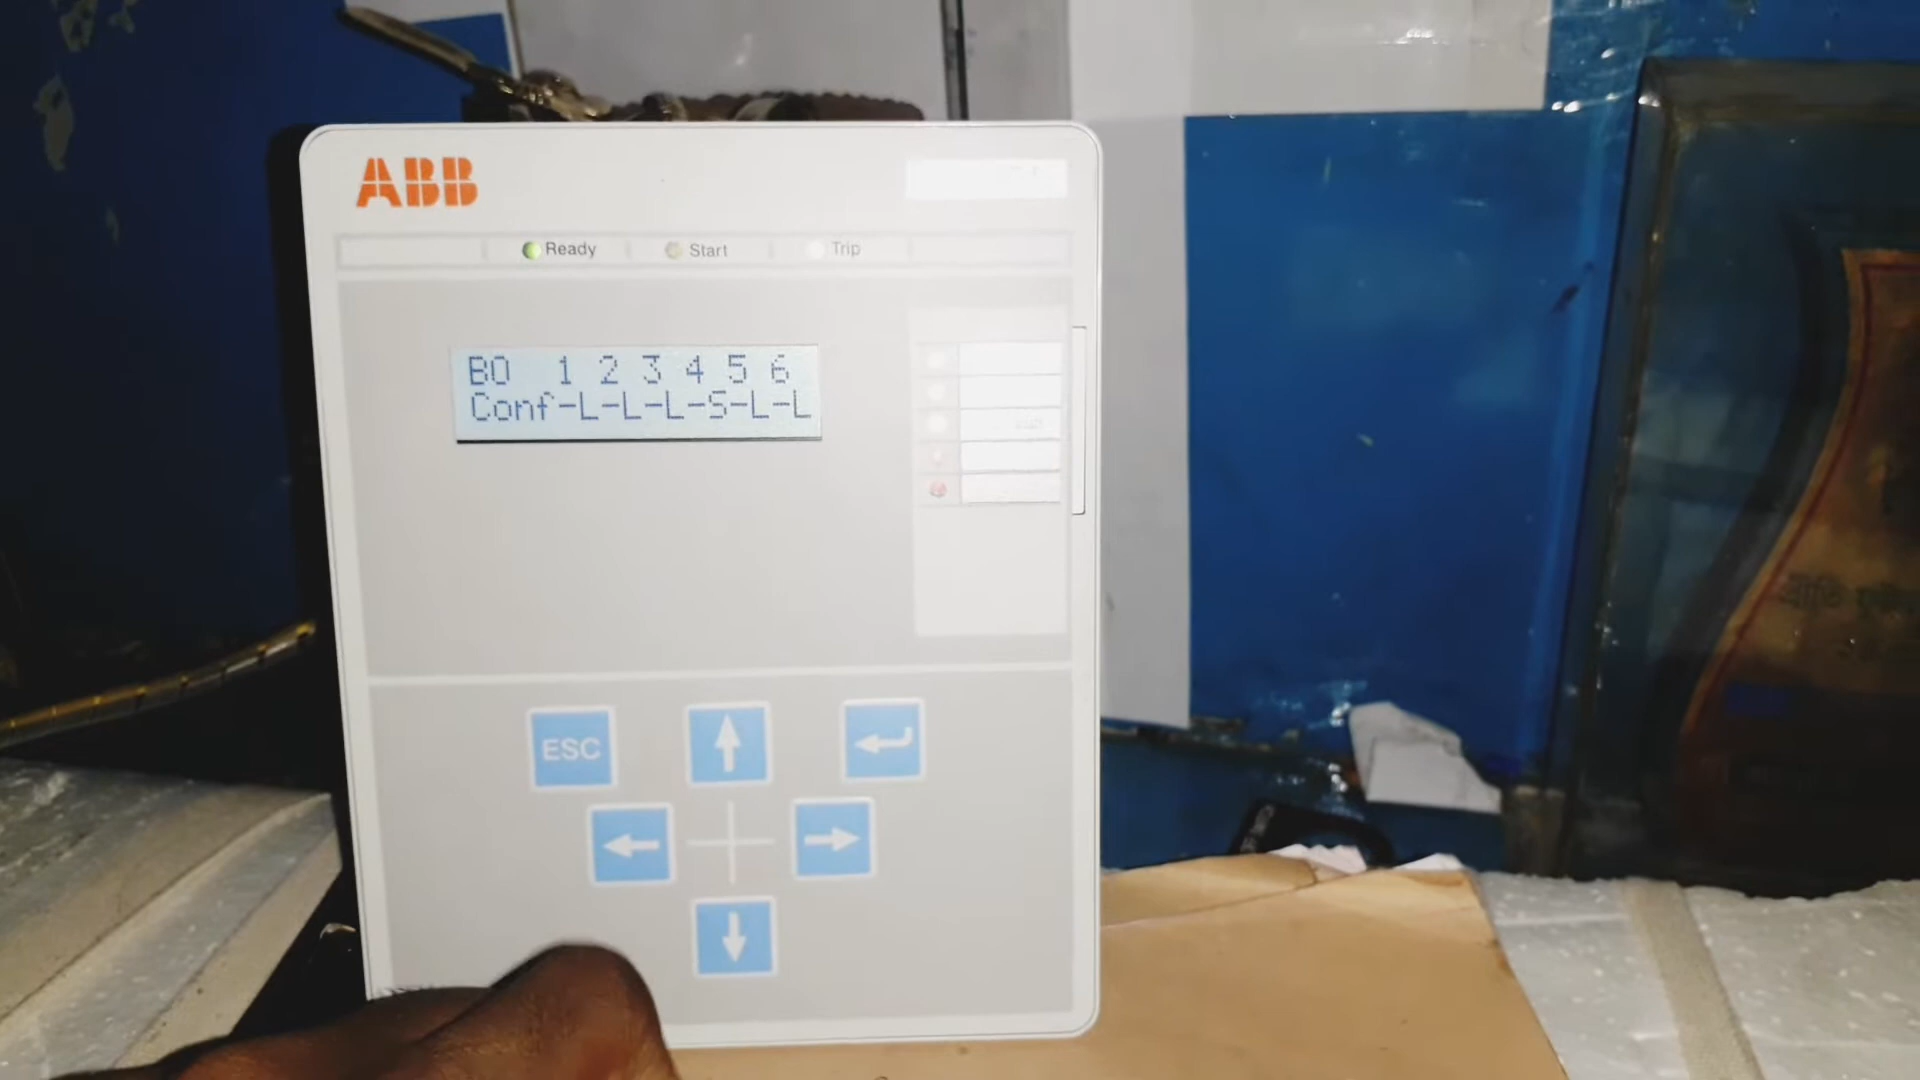 ABB
Ready Start Trip
BO 1 2 3 4 5 6
Conf-L-L-L-S-L-L
ESC